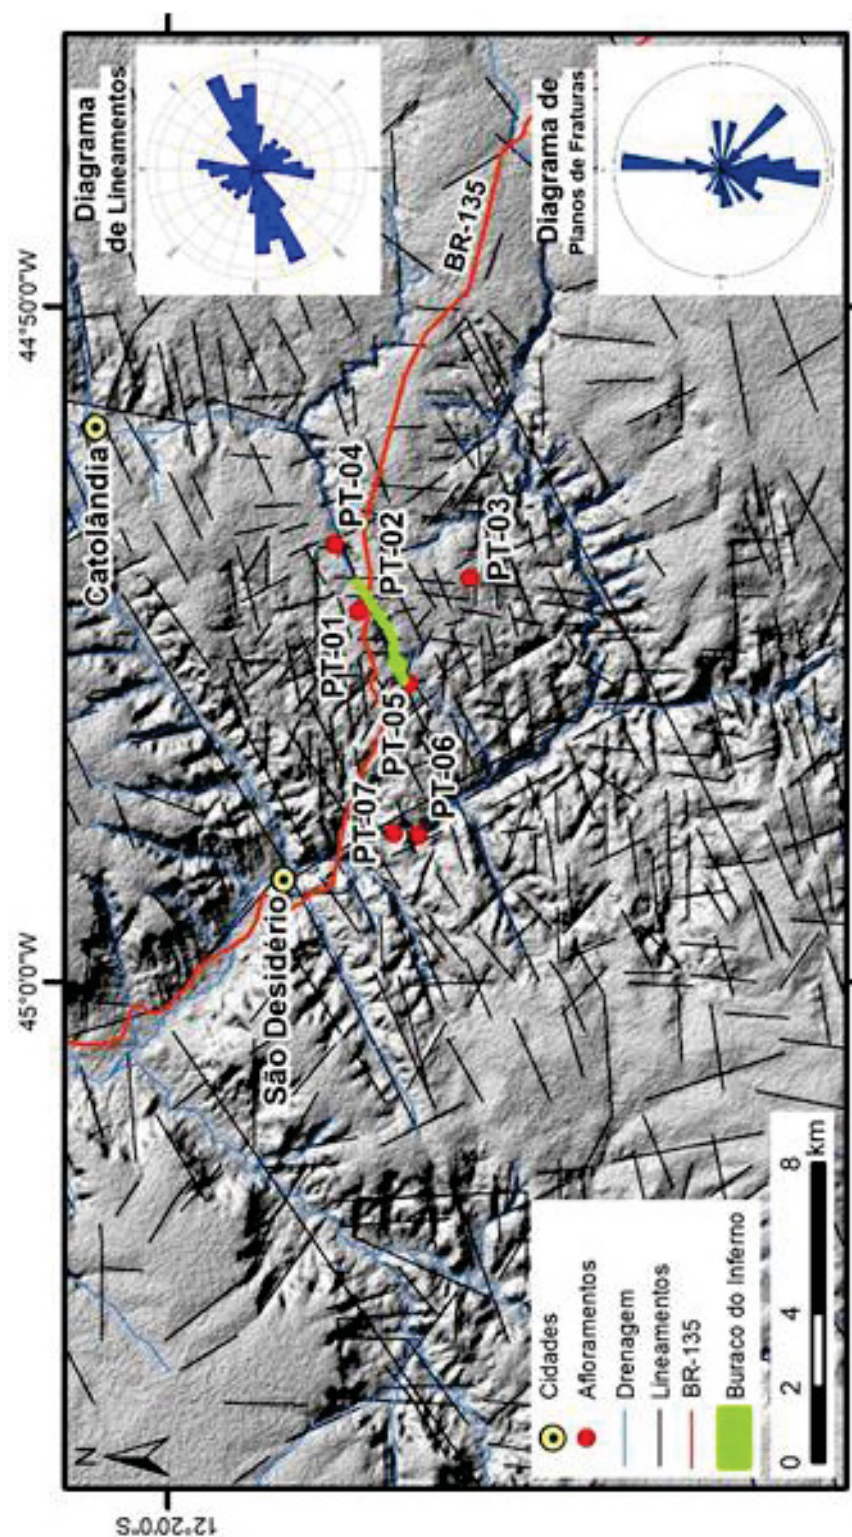 45°0'0"W
44°50'0"W
12°20'0"S
N
Catolândia
São Desidério
PT-04
PT-01
PT-02
PT-03
PT-05
PT-07
PT-06
BR-135
Diagrama
de Lineamentos
Diagrama de
Planos de Fraturas
Cidades
Afloramentos
Drenagem
Lineamentos
BR-135
Buraco do Inferno
0 2 4 8
km